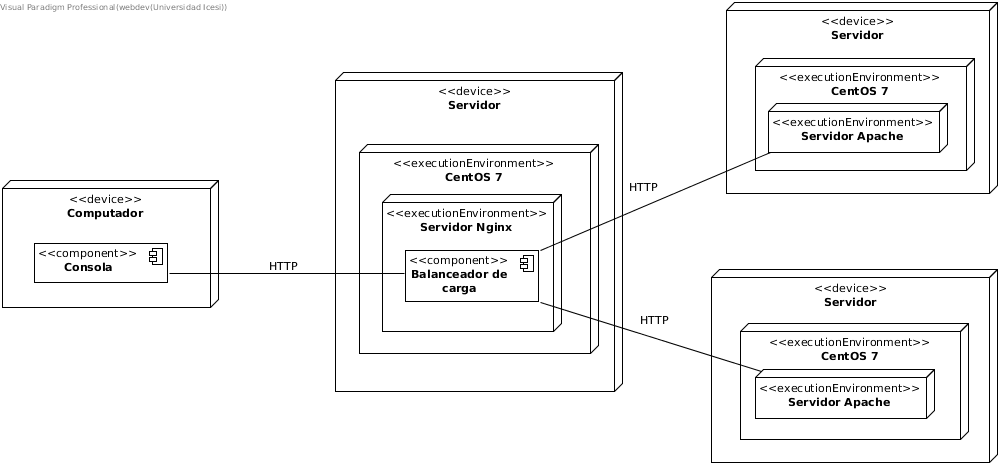 Visual Paradigm Professional(webdev(Universidad Icesi))
<<device>>
Computador
<<component>>
Consola
HTTP
<<device>>
Servidor
<<executionEnvironment>>
CentOS 7
<<executionEnvironment>>
Servidor Nginx
<<component>>
Balanceador de
carga
HTTP
<<device>>
Servidor
<<executionEnvironment>>
CentOS 7
<<executionEnvironment>>
Servidor Apache
HTTP
<<device>>
Servidor
<<executionEnvironment>>
CentOS 7
<<executionEnvironment>>
Servidor Apache